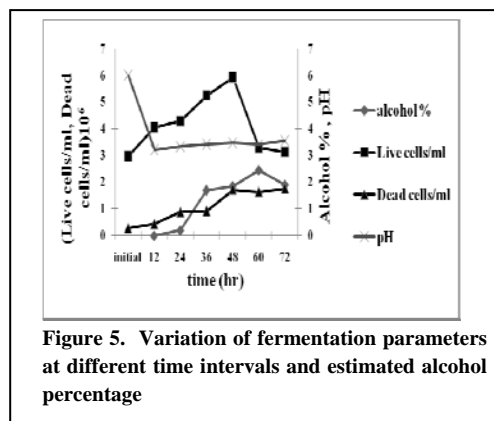 7
6
5
4
3
2
1
0
7
6
5
4
3
2
1
0
(Live cells/ml, Dead
cells/ml)10⁶
Alcohol %, pH
initial 12 24 36 48 60 72
time (hr)
alcohol %
Live cells/ml
Dead cells/ml
pH
Figure 5. Variation of fermentation parameters
at different time intervals and estimated alcohol
percentage